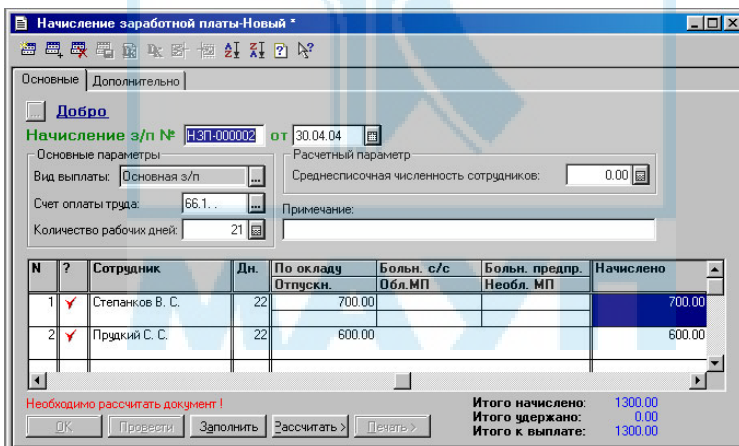 Начисление заработной платы-Новый *
Основные Дополнительно
... Добро
Начисление з/п № НЗП-000002 от 30.04.04
Основные параметры Расчетный параметр
Вид выплаты: Основная з/п ... Среднесписочная численность сотрудников: 0.00
Счет оплаты труда: 66.1. . ... Примечание:
Количество рабочих дней: 21
N ? Сотрудник Дн. По окладу Больн. с/с Больн. предпр. Начислено
Отпускн. Обл.МП Необл. МП
1 Степанков В. С. 22 700.00 700.00
2 Прудкий С. С. 22 600.00 600.00
Необходимо рассчитать документ ! Итого начислено: 1300.00
OK Провести Заполнить Рассчитать > Печать > Итого удержано: 0.00
Итого к выплате: 1300.00
МАУП